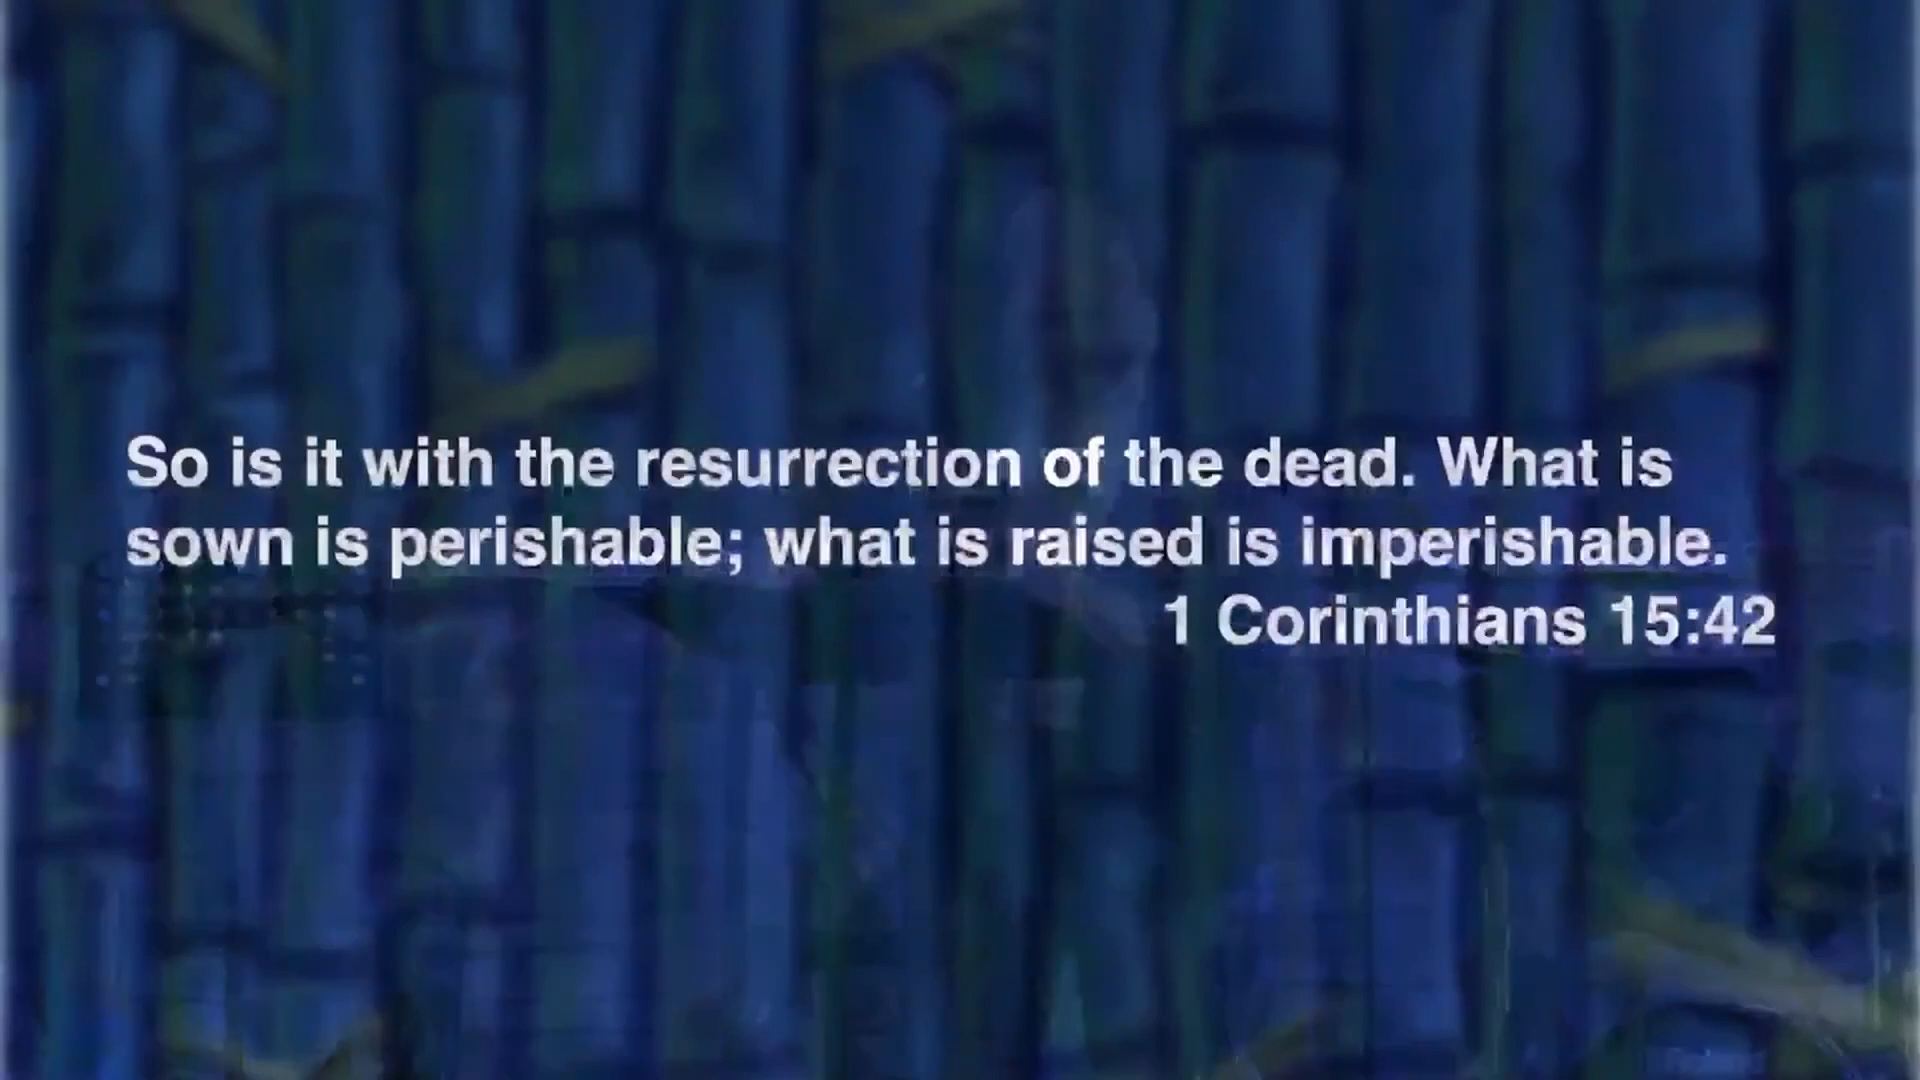 So is it with the resurrection of the dead. What is
sown is perishable; what is raised is imperishable.
1 Corinthians 15:42